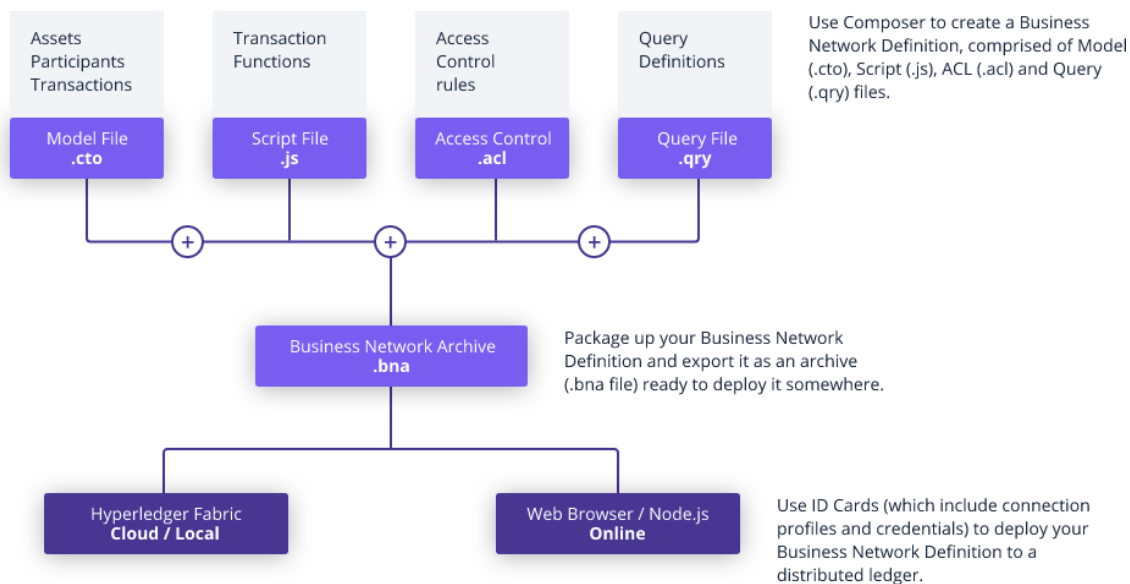 Assets
Participants
Transactions
Transaction
Functions
Access
Control
rules
Query
Definitions
Use Composer to create a Business
Network Definition, comprised of Model
(.cto), Script (.js), ACL (.acl) and Query
(.qry) files.
Model File
.cto
Script File
.js
Access Control
.acl
Query File
.qry
+
+
+
Business Network Archive
.bna
Package up your Business Network
Definition and export it as an archive
(.bna file) ready to deploy it somewhere.
Hyperledger Fabric
Cloud / Local
Web Browser / Node.js
Online
Use ID Cards (which include connection
profiles and credentials) to deploy your
Business Network Definition to a
distributed ledger.